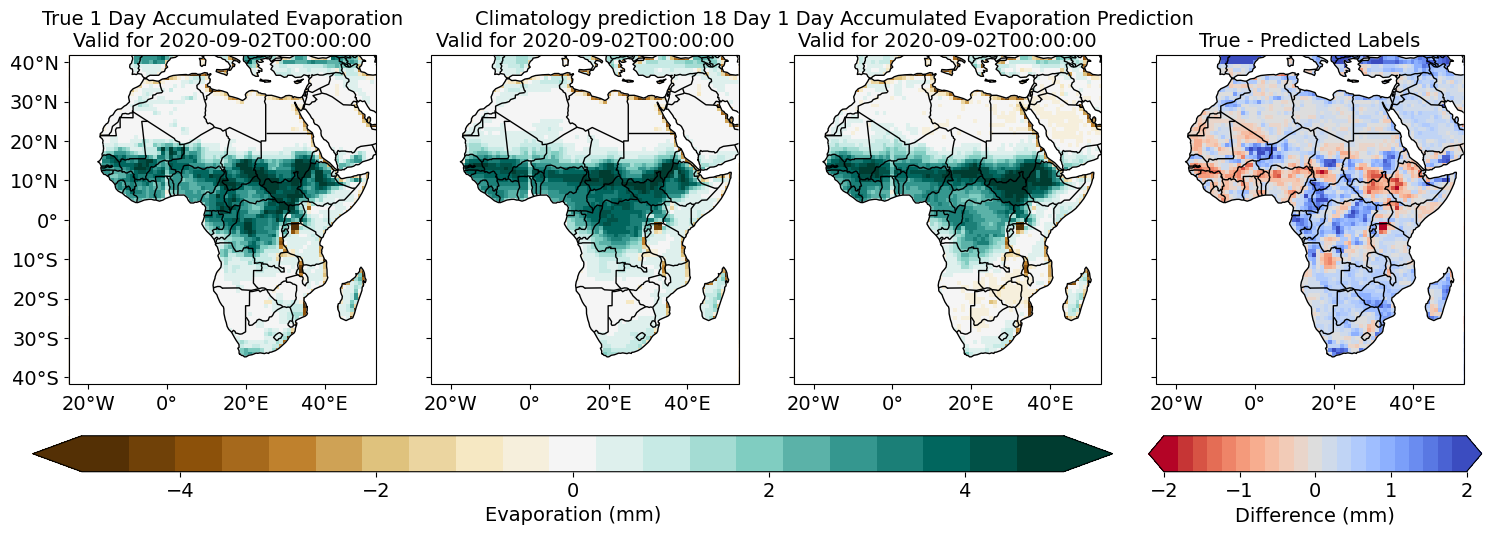 True 1 Day Accumulated Evaporation
Valid for 2020-09-02T00:00:00
Climatology prediction 18 Day 1 Day Accumulated Evaporation Prediction
Valid for 2020-09-02T00:00:00
Valid for 2020-09-02T00:00:00
True - Predicted Labels
40°N
30°N
20°N
10°N
0°
10°S
20°S
30°S
40°S
20°W 0° 20°E 40°E
20°W 0° 20°E 40°E
20°W 0° 20°E 40°E
20°W 0° 20°E 40°E
−4 −2 0 2 4
Evaporation (mm)
−2 −1 0 1 2
Difference (mm)